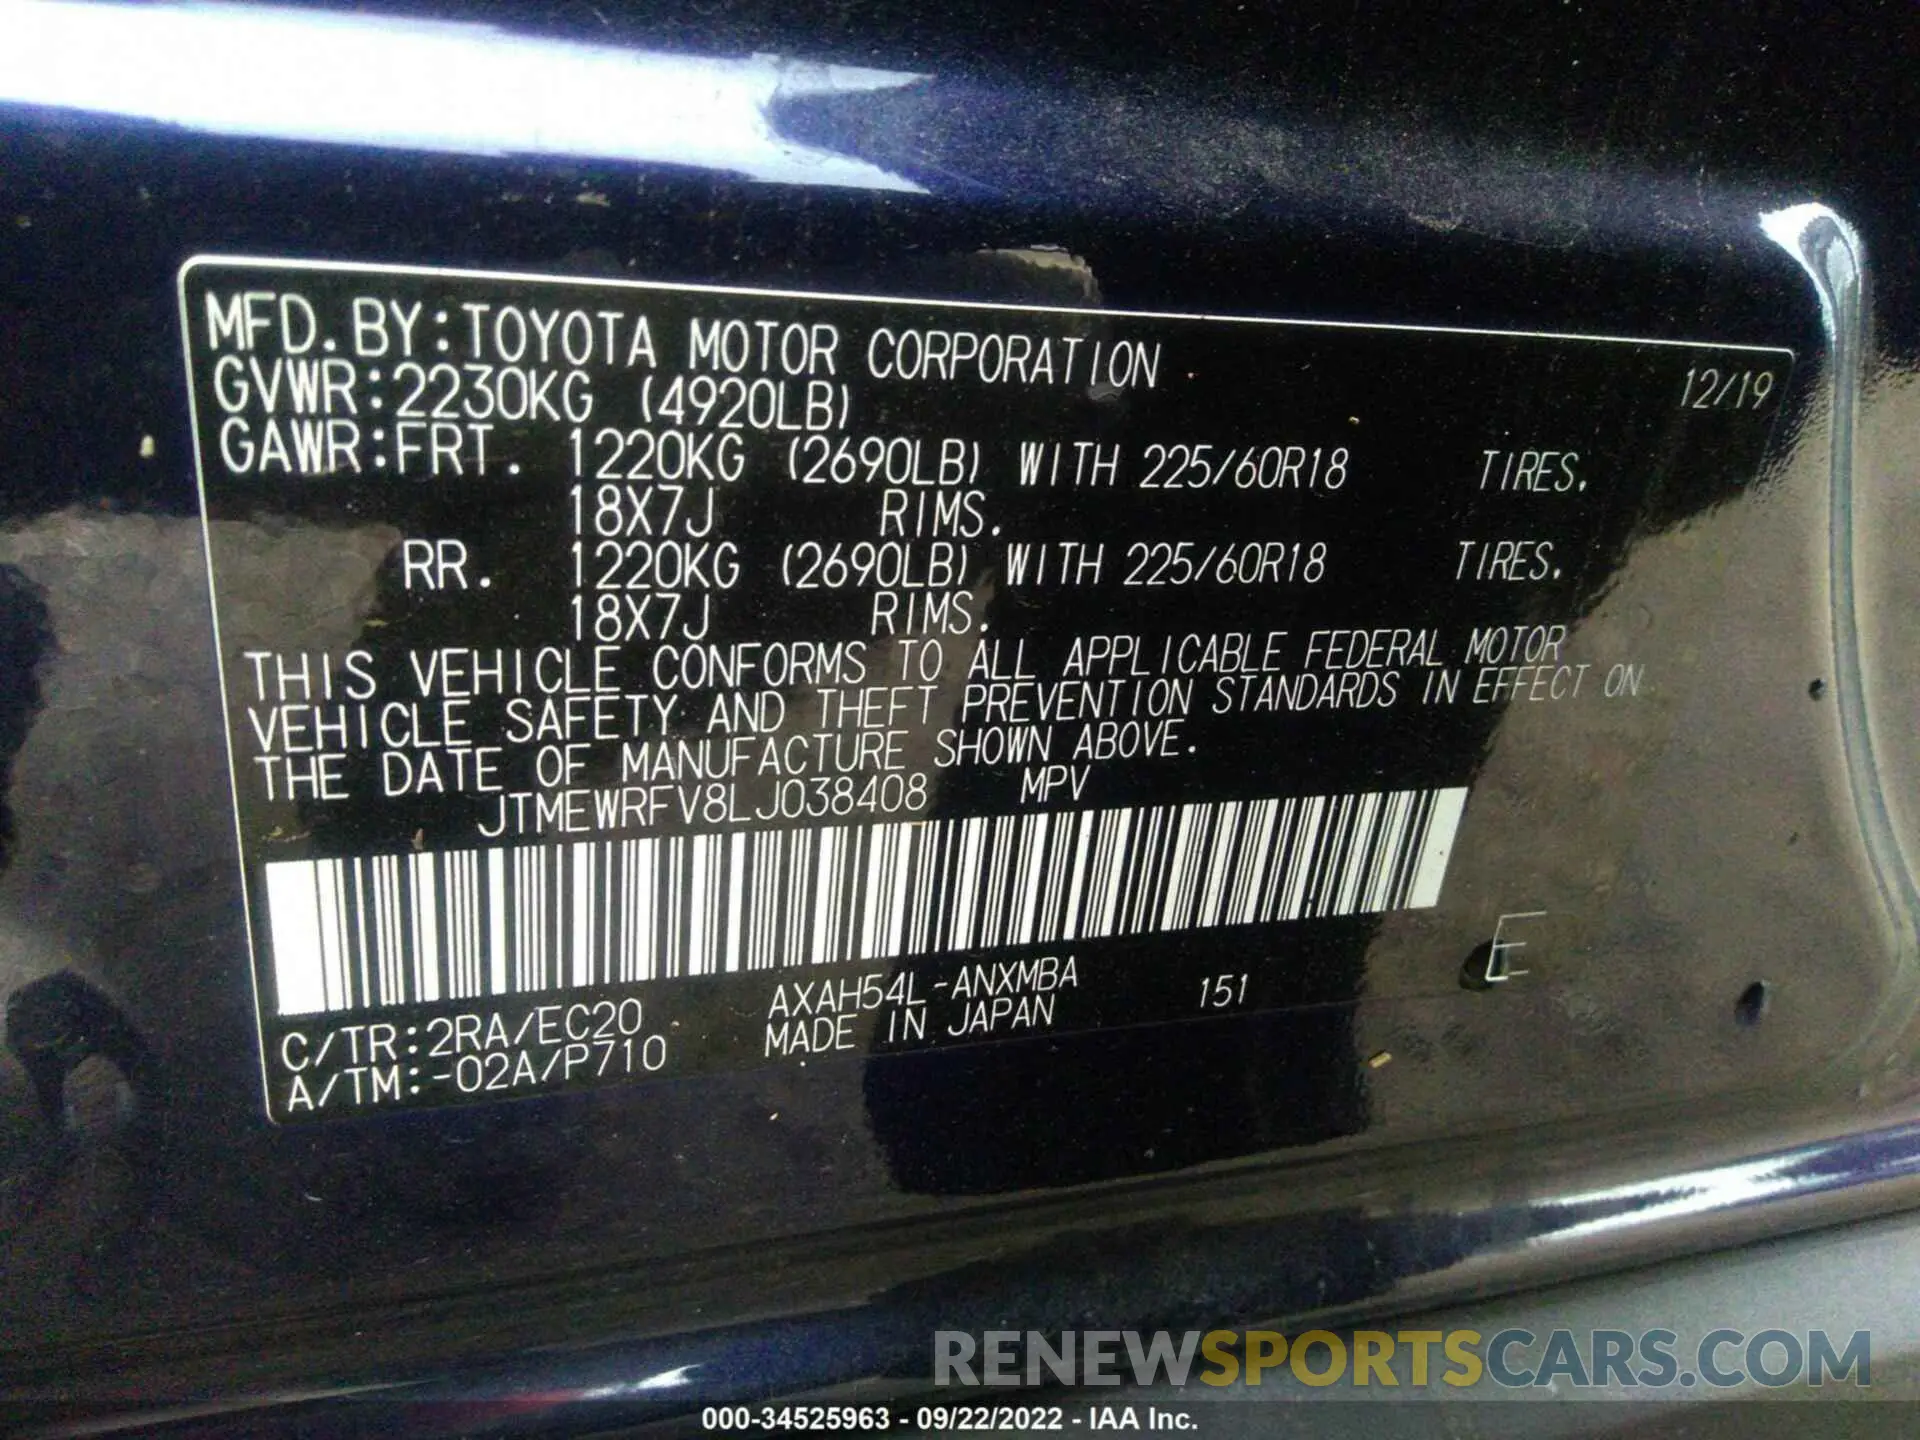 MFD. BY:TOYOTA MOTOR CORPORATION 12/19
GVWR:2230KG (4920LB)
GAWR:FRT. 1220KG (2690LB) WITH 225/60R18 TIRES.
18X7J RIMS.
RR. 1220KG (2690LB) WITH 225/60R18 TIRES.
18X7J RIMS.
THIS VEHICLE CONFORMS TO ALL APPLICABLE FEDERAL MOTOR
VEHICLE SAFETY AND THEFT PREVENTION STANDARDS IN EFFECT ON
THE DATE OF MANUFACTURE SHOWN ABOVE.
JTMEWRFV8LJ038408 MPV
E
C/TR:2RA/EC20 AXAH54L-ANXMBA 151
A/TM:-02A/P710 MADE IN JAPAN
RENEWSPORTSCARS.COM
000-34525963 - 09/22/2022 - IAA Inc.